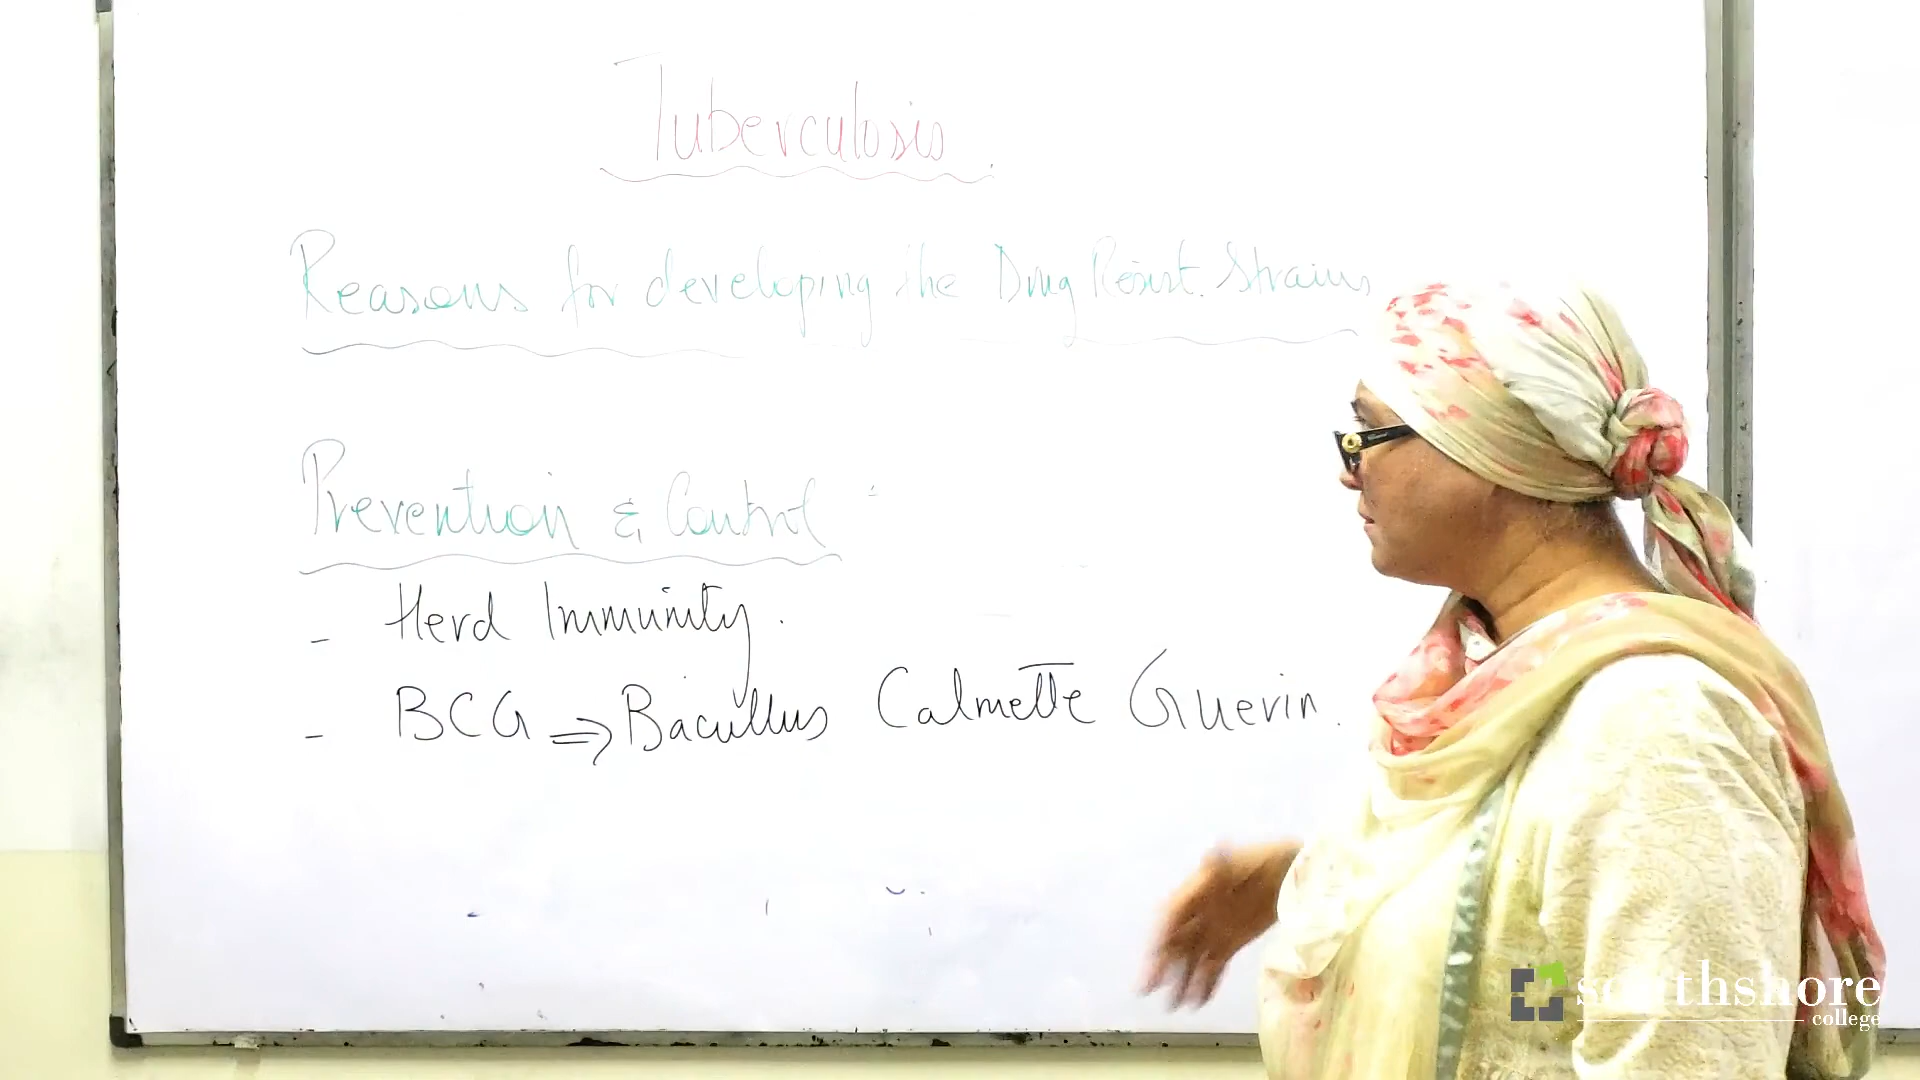 Tuberculosis.
Reasons for developing the Drug Resist. Strains
Prevention & Control :
- Herd Immunity.
- BCG ⇒ Bacillus Calmette Guerin.
southshore
college